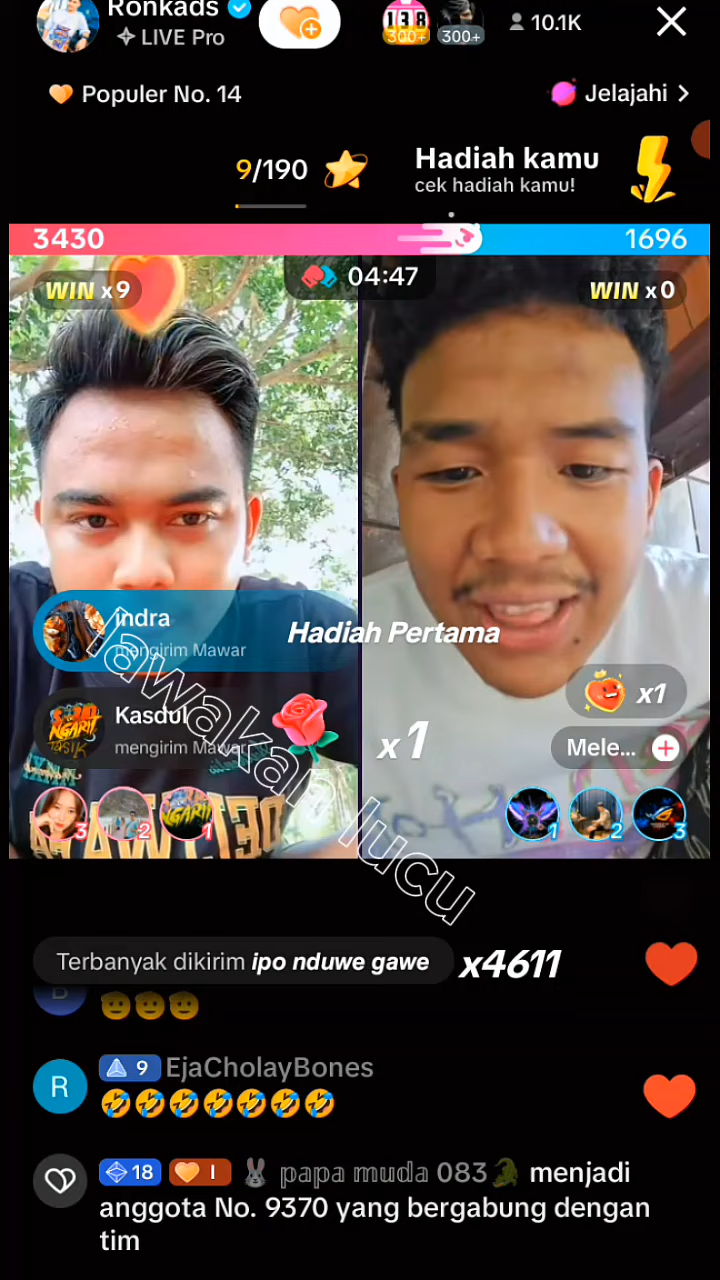 Ronkads
LIVE Pro
138
300+
300+
10.1K
Populer No. 14
Jelajahi >
9/190
Hadiah kamu
cek hadiah kamu!
3430
1696
WIN x9
04:47
WIN x0
indra
mengirim Mawar
Hadiah Pertama
x1
Kasdul
mengirim Mawar
x1
Mele...
lawakan lucu
NGARIT
TASIK
3
2
NGARIT
1
1
2
3
Terbanyak dikirim ipo nduwe gawe x4611
B
R
9 EjaCholayBones
18 I papa muda 083 menjadi
anggota No. 9370 yang bergabung dengan
tim